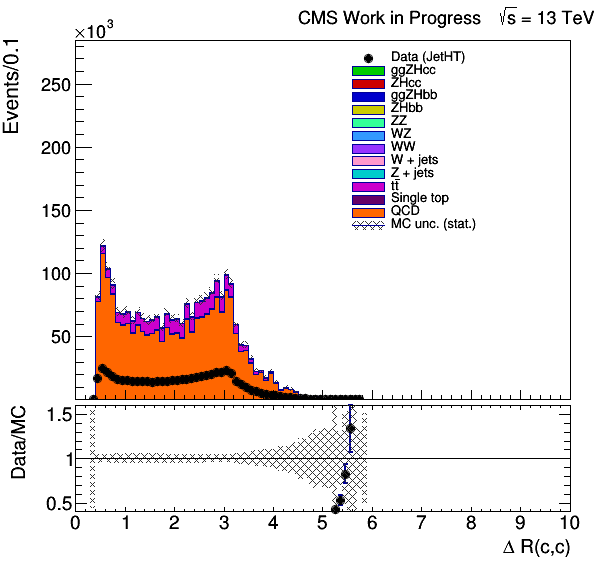 CMS Work in Progress √s = 13 TeV
×10³
Events/0.1
250
200
150
100
50
Data (JetHT)
ggZHcc
ZHcc
ggZHbb
ZHbb
ZZ
WZ
WW
W + jets
Z + jets
tt̄
Single top
QCD
MC unc. (stat.)
Data/MC
1.5
1
0.5
0 1 2 3 4 5 6 7 8 9 10
Δ R(c,c)